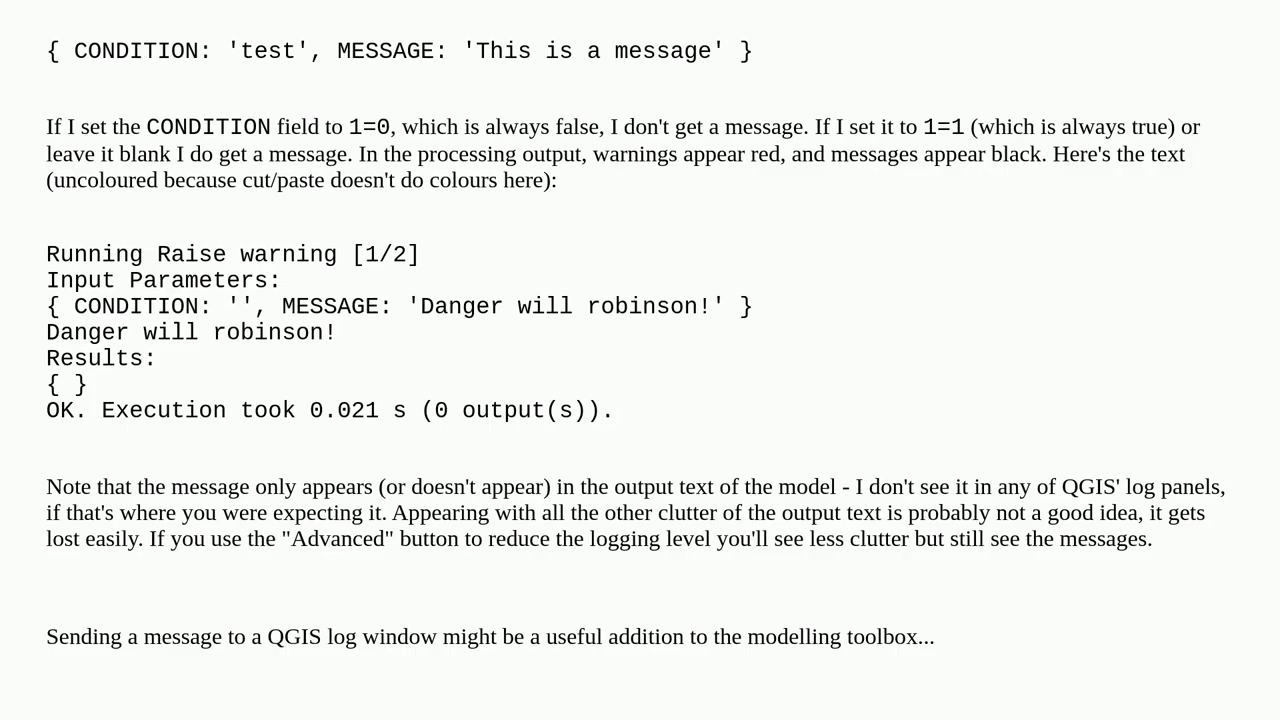 { CONDITION: 'test', MESSAGE: 'This is a message' }
If I set the CONDITION field to 1=0, which is always false, I don't get a message. If I set it to 1=1 (which is always true) or
leave it blank I do get a message. In the processing output, warnings appear red, and messages appear black. Here's the text
(uncoloured because cut/paste doesn't do colours here):
Running Raise warning [1/2]
Input Parameters:
{ CONDITION: '', MESSAGE: 'Danger will robinson!' }
Danger will robinson!
Results:
{ }
OK. Execution took 0.021 s (0 output(s)).
Note that the message only appears (or doesn't appear) in the output text of the model - I don't see it in any of QGIS' log panels,
if that's where you were expecting it. Appearing with all the other clutter of the output text is probably not a good idea, it gets
lost easily. If you use the "Advanced" button to reduce the logging level you'll see less clutter but still see the messages.
Sending a message to a QGIS log window might be a useful addition to the modelling toolbox...